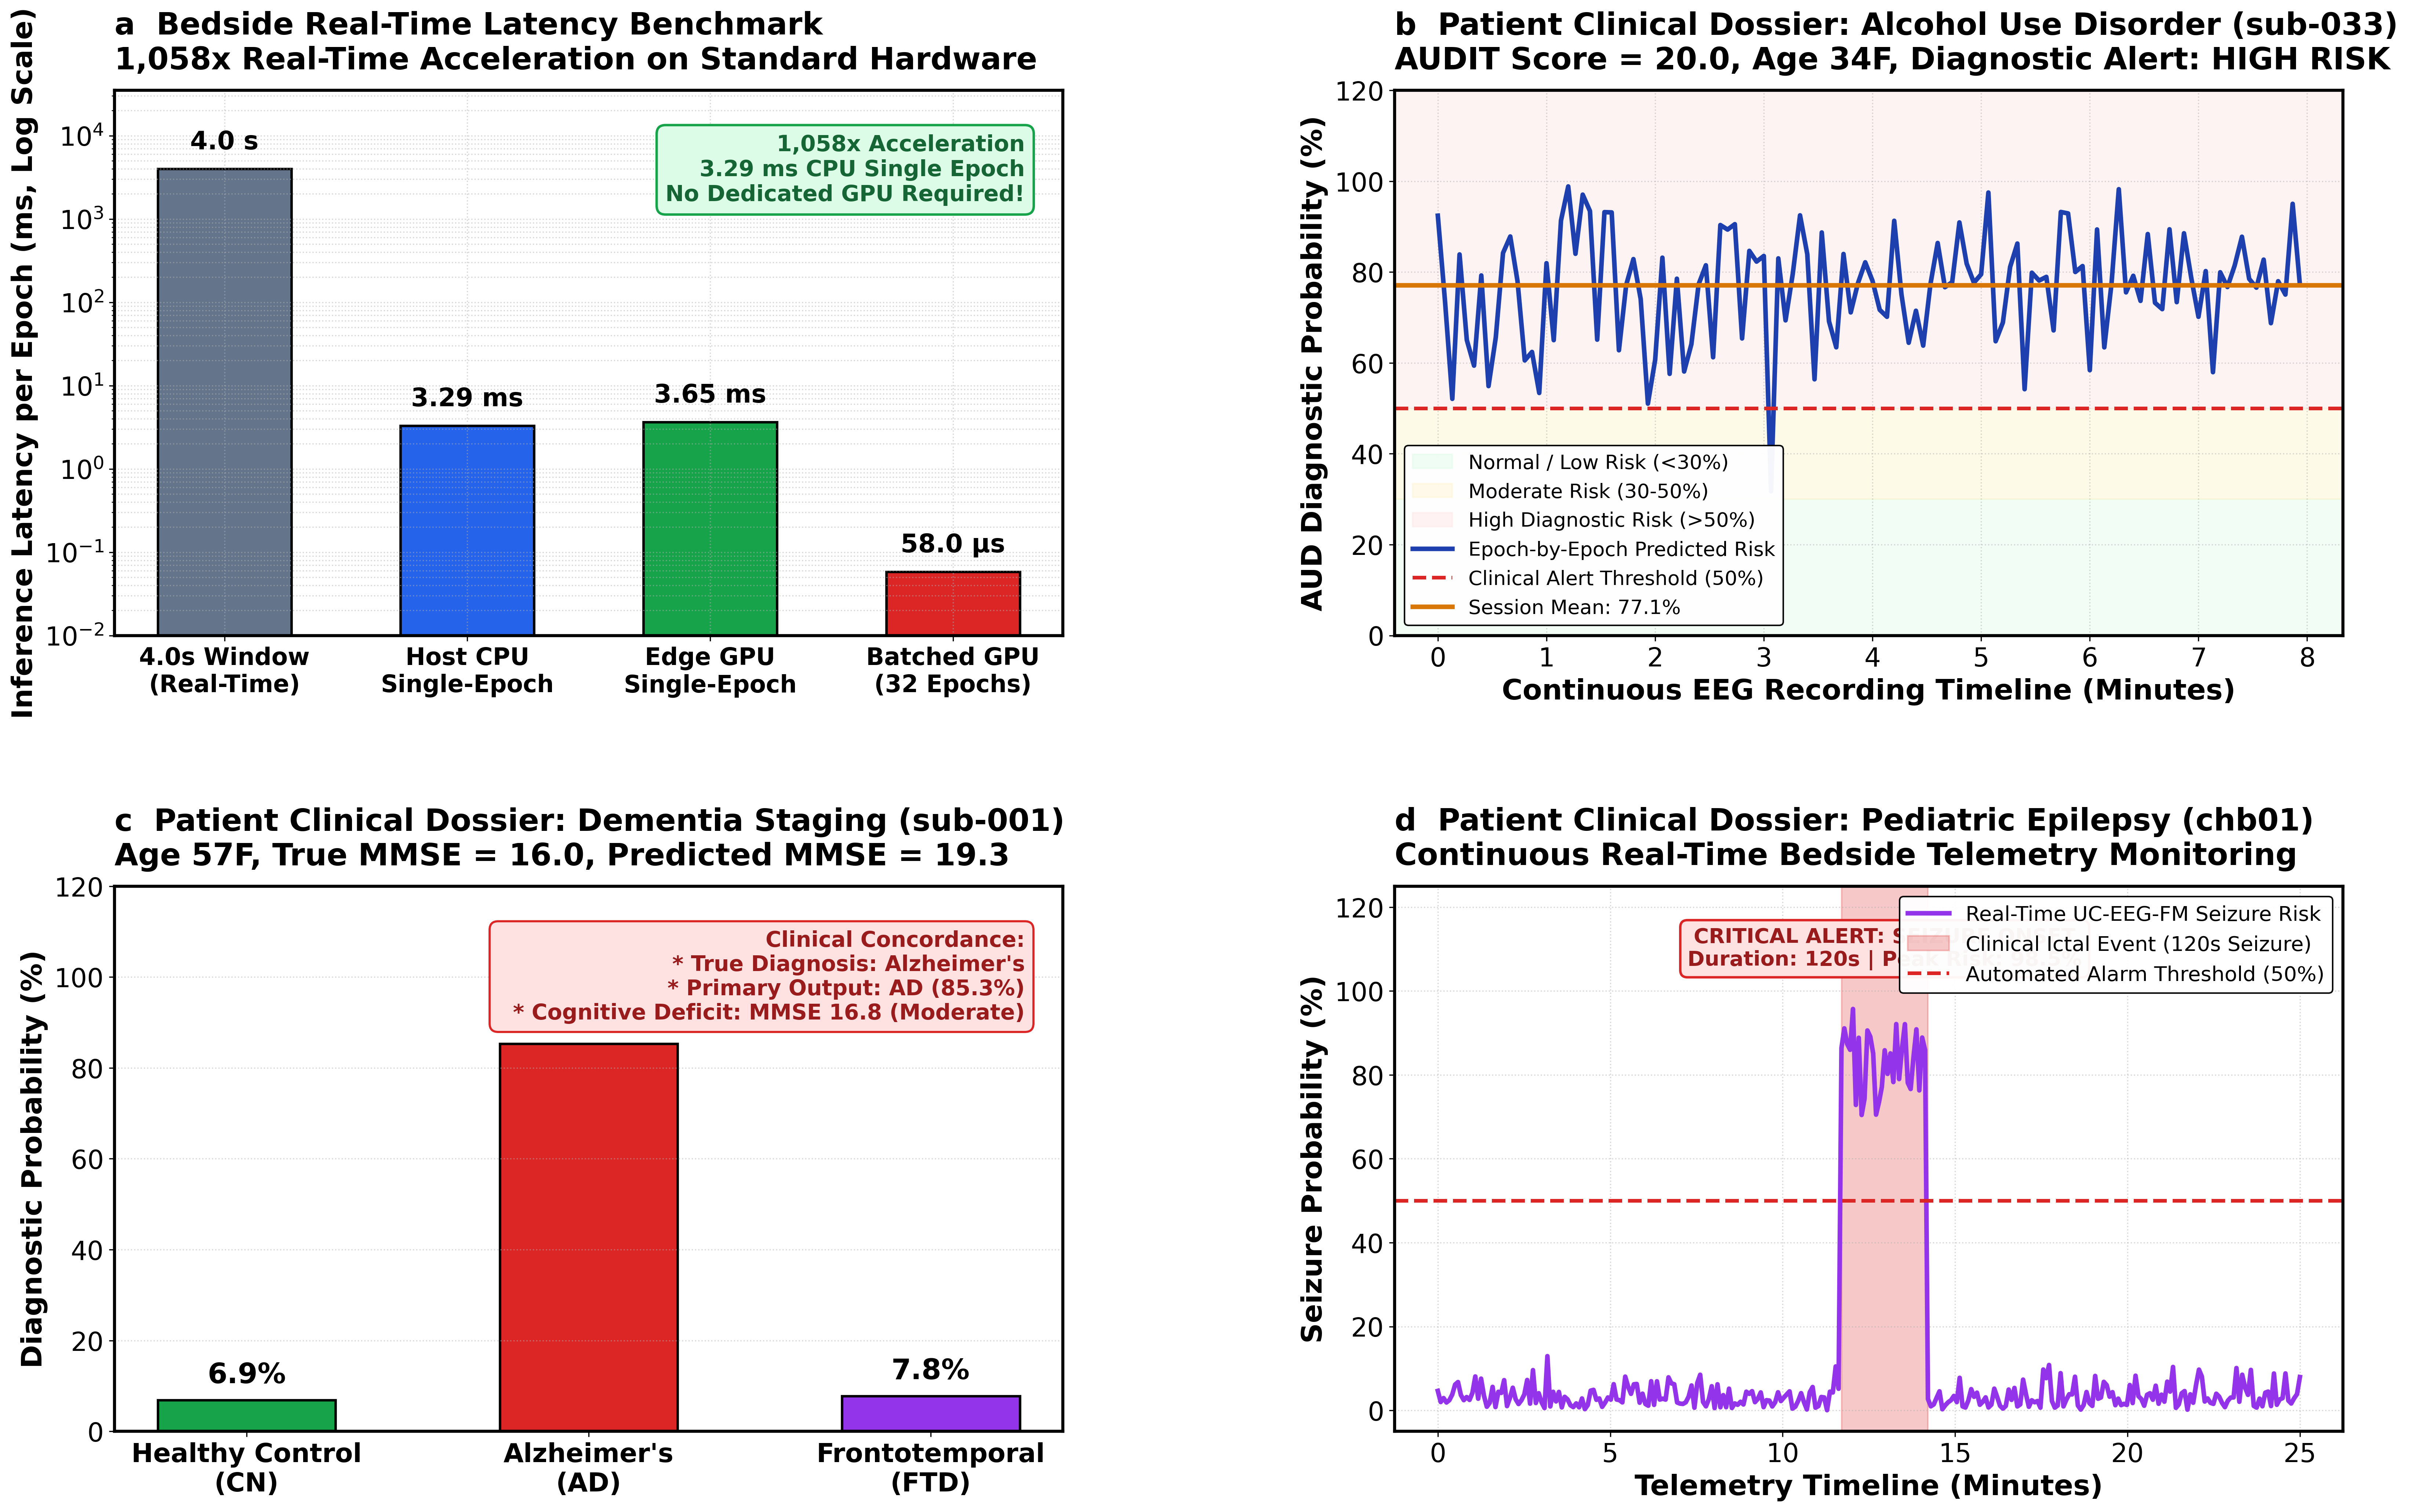 a  Bedside Real-Time Latency Benchmark
1,058x Real-Time Acceleration on Standard Hardware
Inference Latency per Epoch (ms, Log Scale)
10⁴
10³
10²
10¹
10⁰
10⁻¹
10⁻²
4.0 s
3.29 ms
3.65 ms
58.0 µs
1,058x Acceleration
3.29 ms CPU Single Epoch
No Dedicated GPU Required!
4.0s Window
(Real-Time)
Host CPU
Single-Epoch
Edge GPU
Single-Epoch
Batched GPU
(32 Epochs)
b  Patient Clinical Dossier: Alcohol Use Disorder (sub-033)
AUDIT Score = 20.0, Age 34F, Diagnostic Alert: HIGH RISK
AUD Diagnostic Probability (%)
120
100
80
60
40
20
0
Normal / Low Risk (<30%)
Moderate Risk (30-50%)
High Diagnostic Risk (>50%)
Epoch-by-Epoch Predicted Risk
Clinical Alert Threshold (50%)
Session Mean: 77.1%
0 1 2 3 4 5 6 7 8
Continuous EEG Recording Timeline (Minutes)
c  Patient Clinical Dossier: Dementia Staging (sub-001)
Age 57F, True MMSE = 16.0, Predicted MMSE = 19.3
Diagnostic Probability (%)
120
100
80
60
40
20
0
Clinical Concordance:
* True Diagnosis: Alzheimer's
* Primary Output: AD (85.3%)
* Cognitive Deficit: MMSE 16.8 (Moderate)
6.9%
7.8%
Healthy Control
(CN)
Alzheimer's
(AD)
Frontotemporal
(FTD)
d  Patient Clinical Dossier: Pediatric Epilepsy (chb01)
Continuous Real-Time Bedside Telemetry Monitoring
Seizure Probability (%)
120
100
80
60
40
20
0
CRITICAL ALERT: SEIZURE
Duration: 120s | Peak Risk: 98.5%
Real-Time UC-EEG-FM Seizure Risk
Clinical Ictal Event (120s Seizure)
Automated Alarm Threshold (50%)
0 5 10 15 20 25
Telemetry Timeline (Minutes)